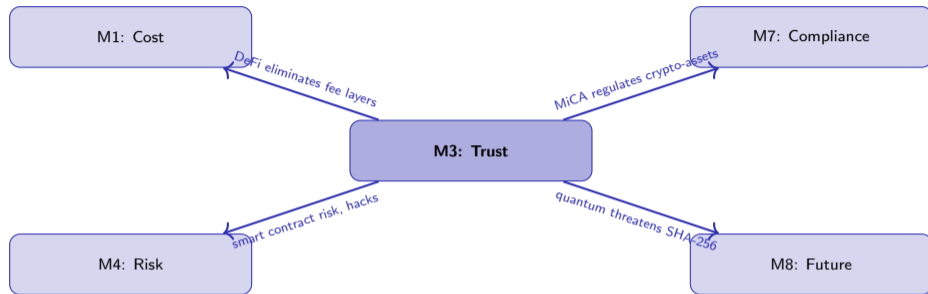 M1: Cost
M7: Compliance
DeFi eliminates fee layers
MiCA regulates crypto-assets
M3: Trust
smart contract risk, hacks
quantum threatens SHA-256
M4: Risk
M8: Future